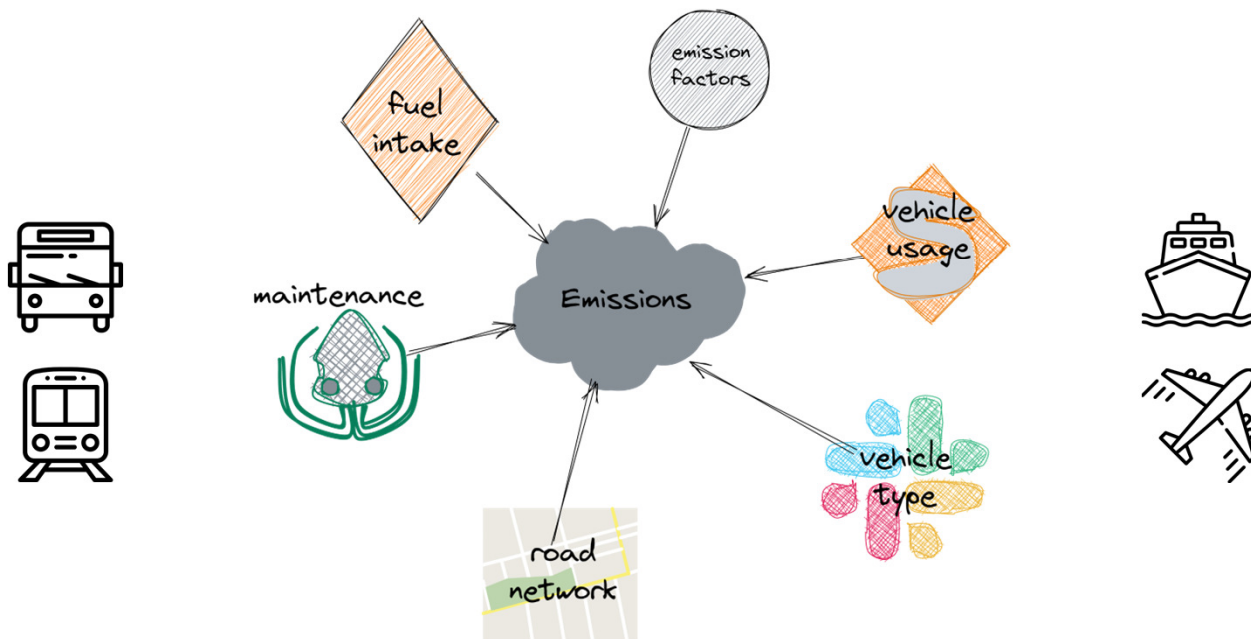 emission
factors
fuel
intake
vehicle
usage
maintenance
Emissions
vehicle
type
road
network